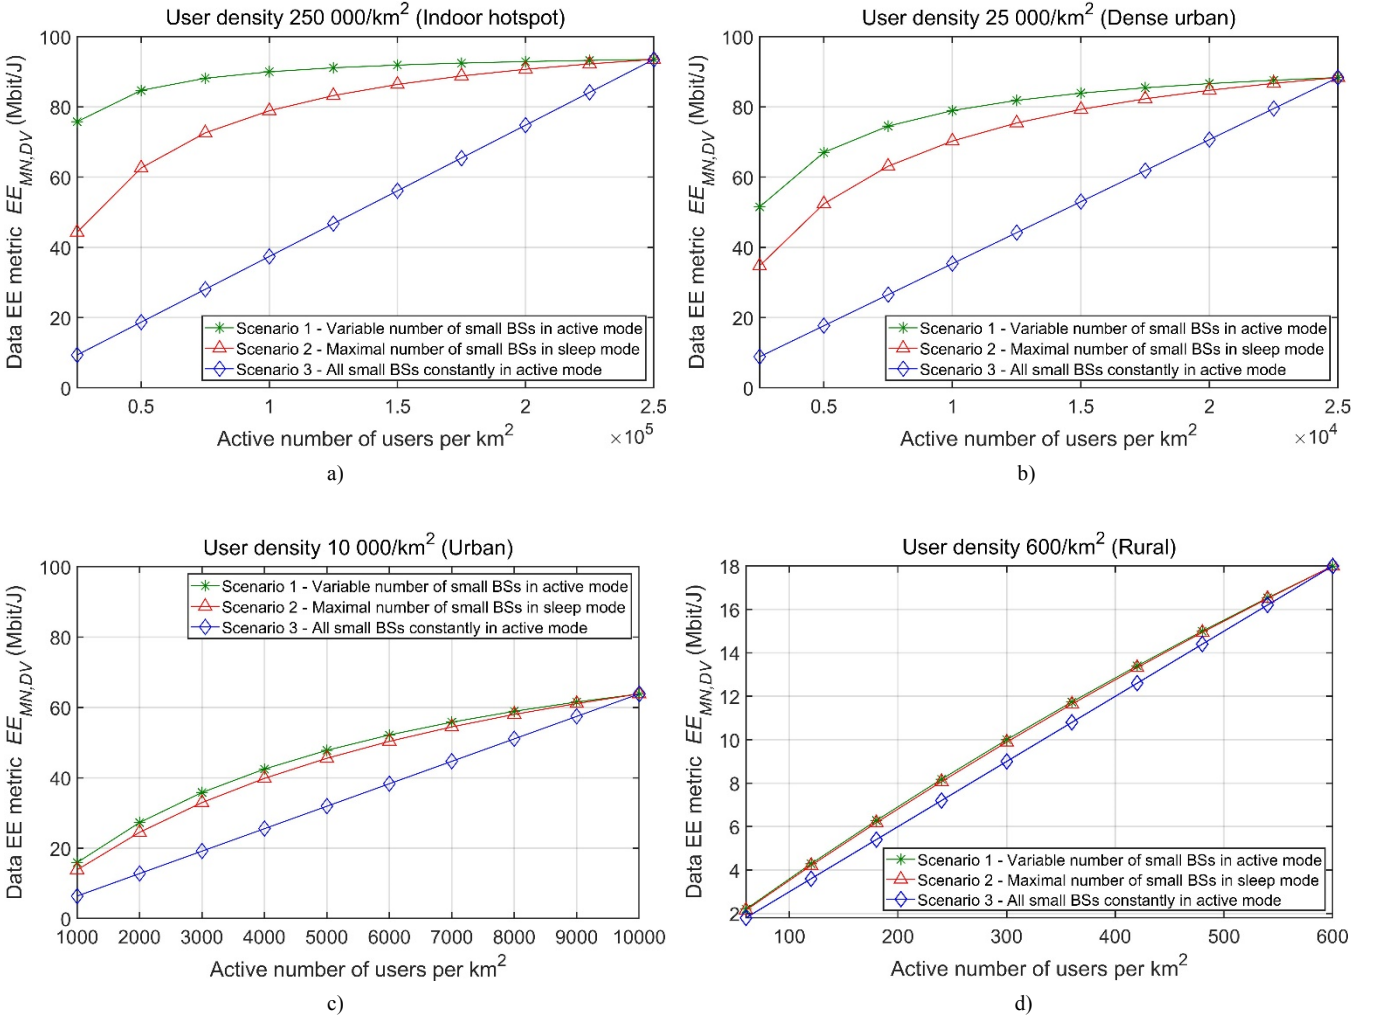 User density 250 000/km2 (Indoor hotspot)
Data EE metric EE_MN,DV (Mbit/J)
100
80
60
40
20
0
Scenario 1 - Variable number of small BSs in active mode
Scenario 2 - Maximal number of small BSs in sleep mode
Scenario 3 - All small BSs constantly in active mode
0.5 1 1.5 2 2.5
Active number of users per km2 ×10^5
a)
User density 25 000/km2 (Dense urban)
Data EE metric EE_MN,DV (Mbit/J)
100
80
60
40
20
0
Scenario 1 - Variable number of small BSs in active mode
Scenario 2 - Maximal number of small BSs in sleep mode
Scenario 3 - All small BSs constantly in active mode
0.5 1 1.5 2 2.5
Active number of users per km2 ×10^4
b)
User density 10 000/km2 (Urban)
Data EE metric EE_MN,DV (Mbit/J)
100
80
60
40
20
0
Scenario 1 - Variable number of small BSs in active mode
Scenario 2 - Maximal number of small BSs in sleep mode
Scenario 3 - All small BSs constantly in active mode
1000 2000 3000 4000 5000 6000 7000 8000 9000 10000
Active number of users per km2
c)
User density 600/km2 (Rural)
Data EE metric EE_MN,DV (Mbit/J)
18
16
14
12
10
8
6
4
2
Scenario 1 - Variable number of small BSs in active mode
Scenario 2 - Maximal number of small BSs in sleep mode
Scenario 3 - All small BSs constantly in active mode
100 200 300 400 500 600
Active number of users per km2
d)